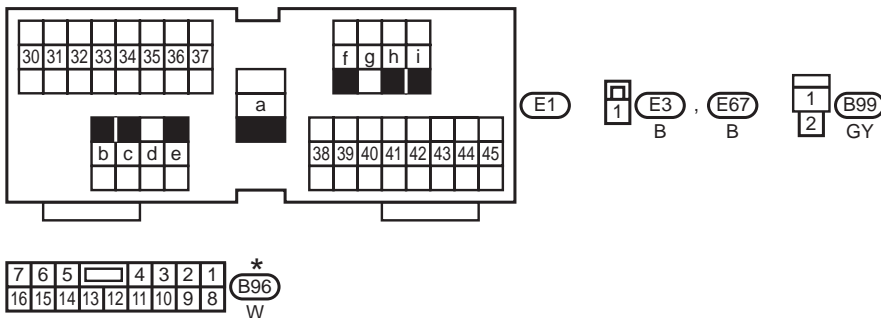 30 31 32 33 34 35 36 37
f g h i
a
E1
1 E3 , E67
B B
1 B99
2
GY
b c d e
38 39 40 41 42 43 44 45
7 6 5 4 3 2 1 *
B96
16 15 14 13 12 11 10 9 8
W